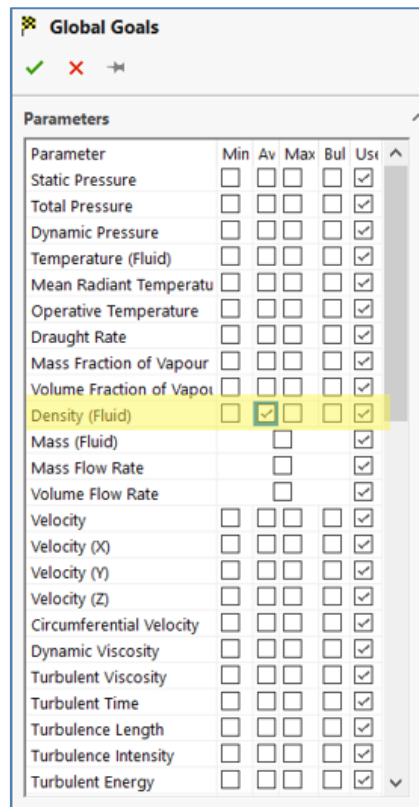 Global Goals
Parameters
Parameter Min Av Max Bul Use
Static Pressure
Total Pressure
Dynamic Pressure
Temperature (Fluid)
Mean Radiant Temperatu
Operative Temperature
Draught Rate
Mass Fraction of Vapour
Volume Fraction of Vapou
Density (Fluid)
Mass (Fluid)
Mass Flow Rate
Volume Flow Rate
Velocity
Velocity (X)
Velocity (Y)
Velocity (Z)
Circumferential Velocity
Dynamic Viscosity
Turbulent Viscosity
Turbulent Time
Turbulence Length
Turbulence Intensity
Turbulent Energy